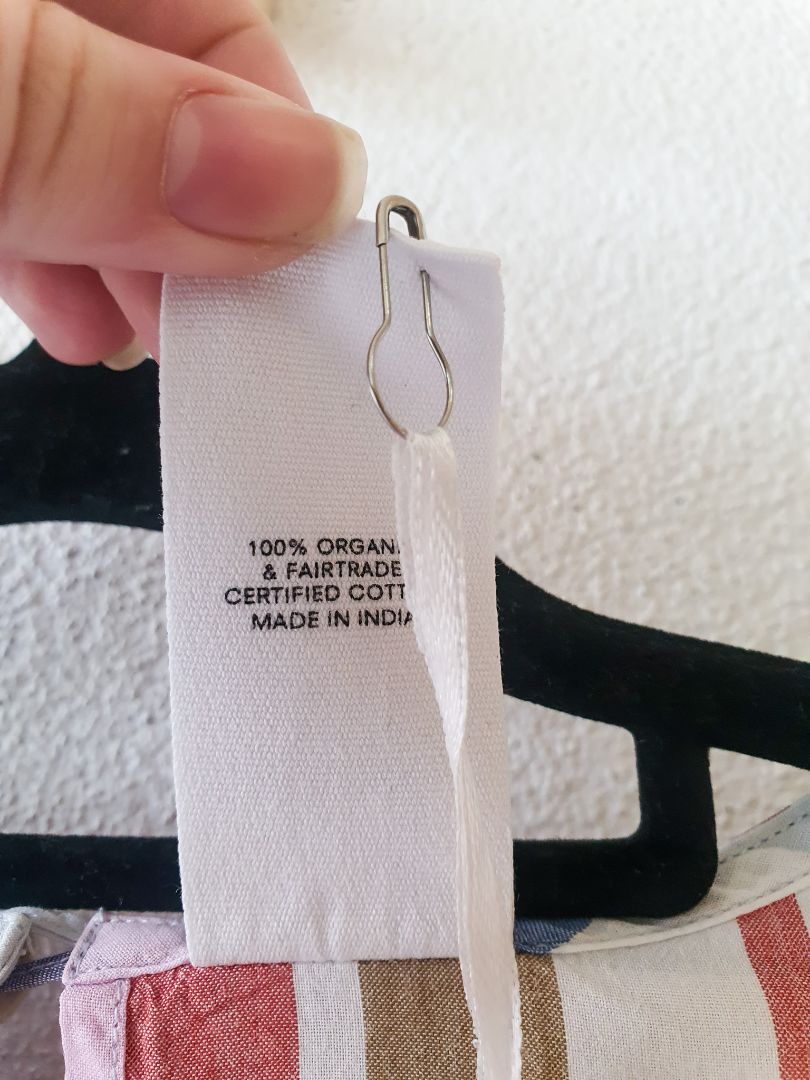 100% ORGAN
& FAIRTRADE
CERTIFIED COTT
MADE IN INDIA